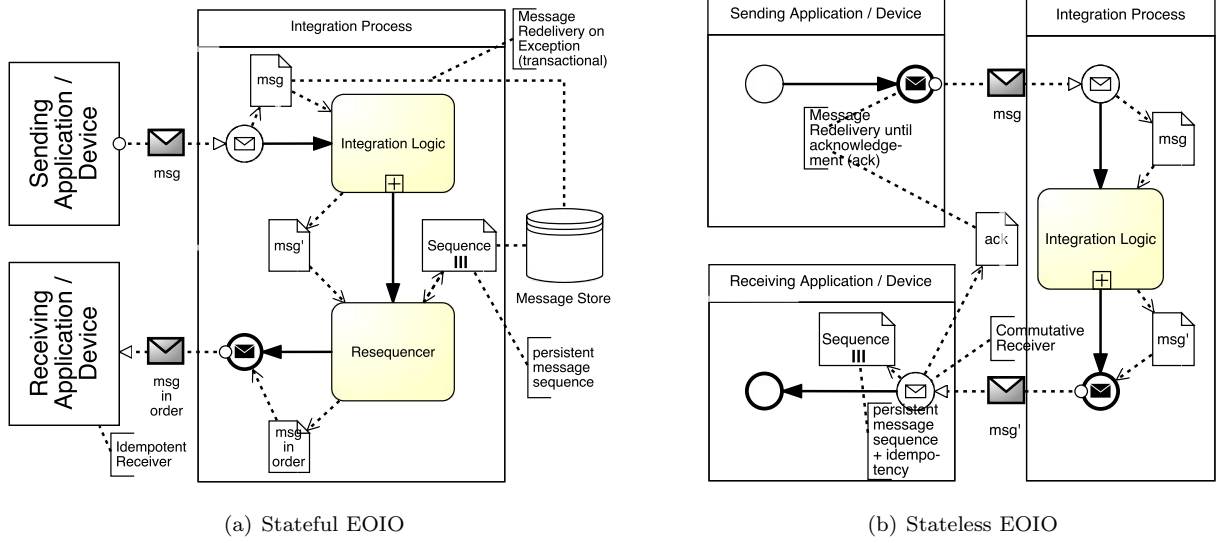 Integration Process
Message
Redelivery on
Exception
(transactional)
Sending
Application /
Device
msg
msg
Integration Logic
msg'
Sequence
Message Store
Receiving
Application /
Device
msg
in
order
Resequencer
persistent
message
sequence
msg
in
order
Idempotent
Receiver
(a) Stateful EOIO
Sending Application / Device
Integration Process
msg
Message
Redelivery until
acknowledge-
ment (ack)
msg
ack
Integration Logic
Receiving Application / Device
Sequence
Commutative
Receiver
msg'
msg'
persistent
message
sequence
+ idempo-
tency
(b) Stateless EOIO